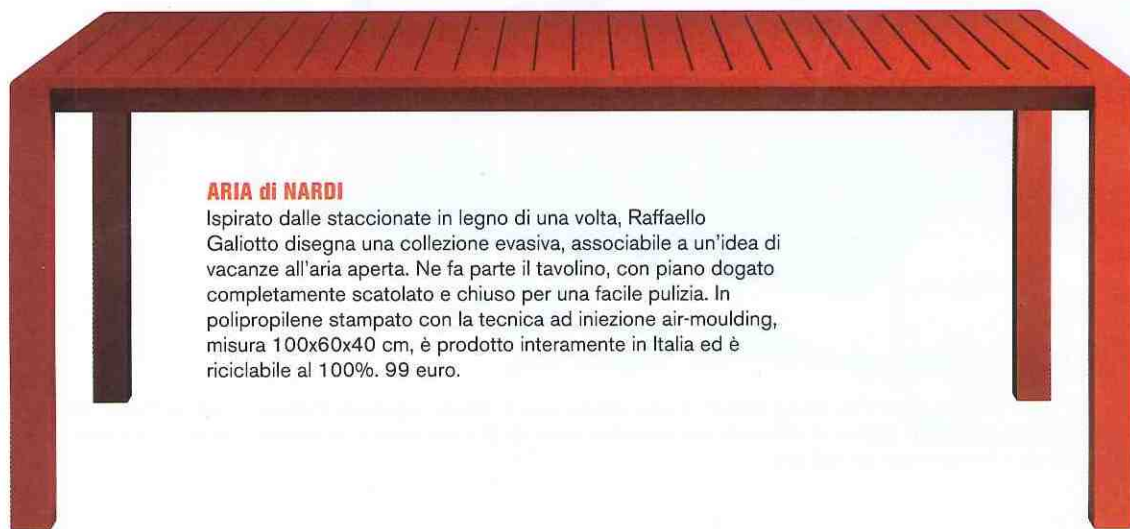 ARIA di NARDI
Ispirato dalle staccionate in legno di una volta, Raffaello
Galiotto disegna una collezione evasiva, associabile a un'idea di
vacanze all'aria aperta. Ne fa parte il tavolino, con piano dogato
completamente scatolato e chiuso per una facile pulizia. In
polipropilene stampato con la tecnica ad iniezione air-moulding,
misura 100x60x40 cm, è prodotto interamente in Italia ed è
riciclabile al 100%. 99 euro.